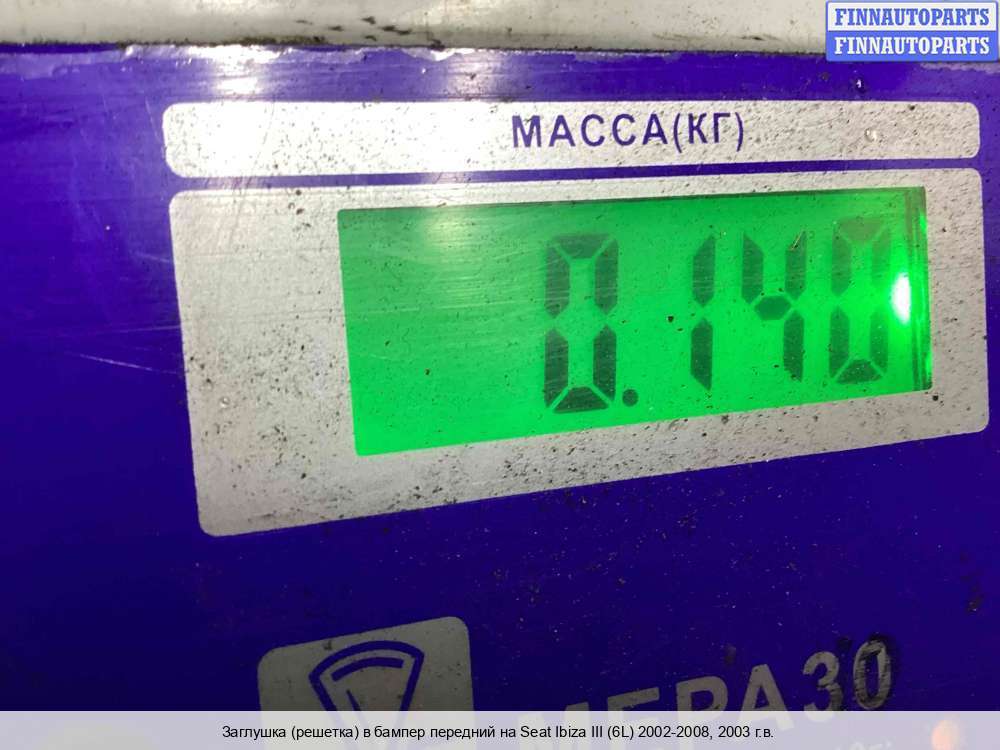 FINNAUTOPARTS
FINNAUTOPARTS
МАССА(КГ)
0.140
МЕРА30
Заглушка (решетка) в бампер передний на Seat Ibiza III (6L) 2002-2008, 2003 г.в.